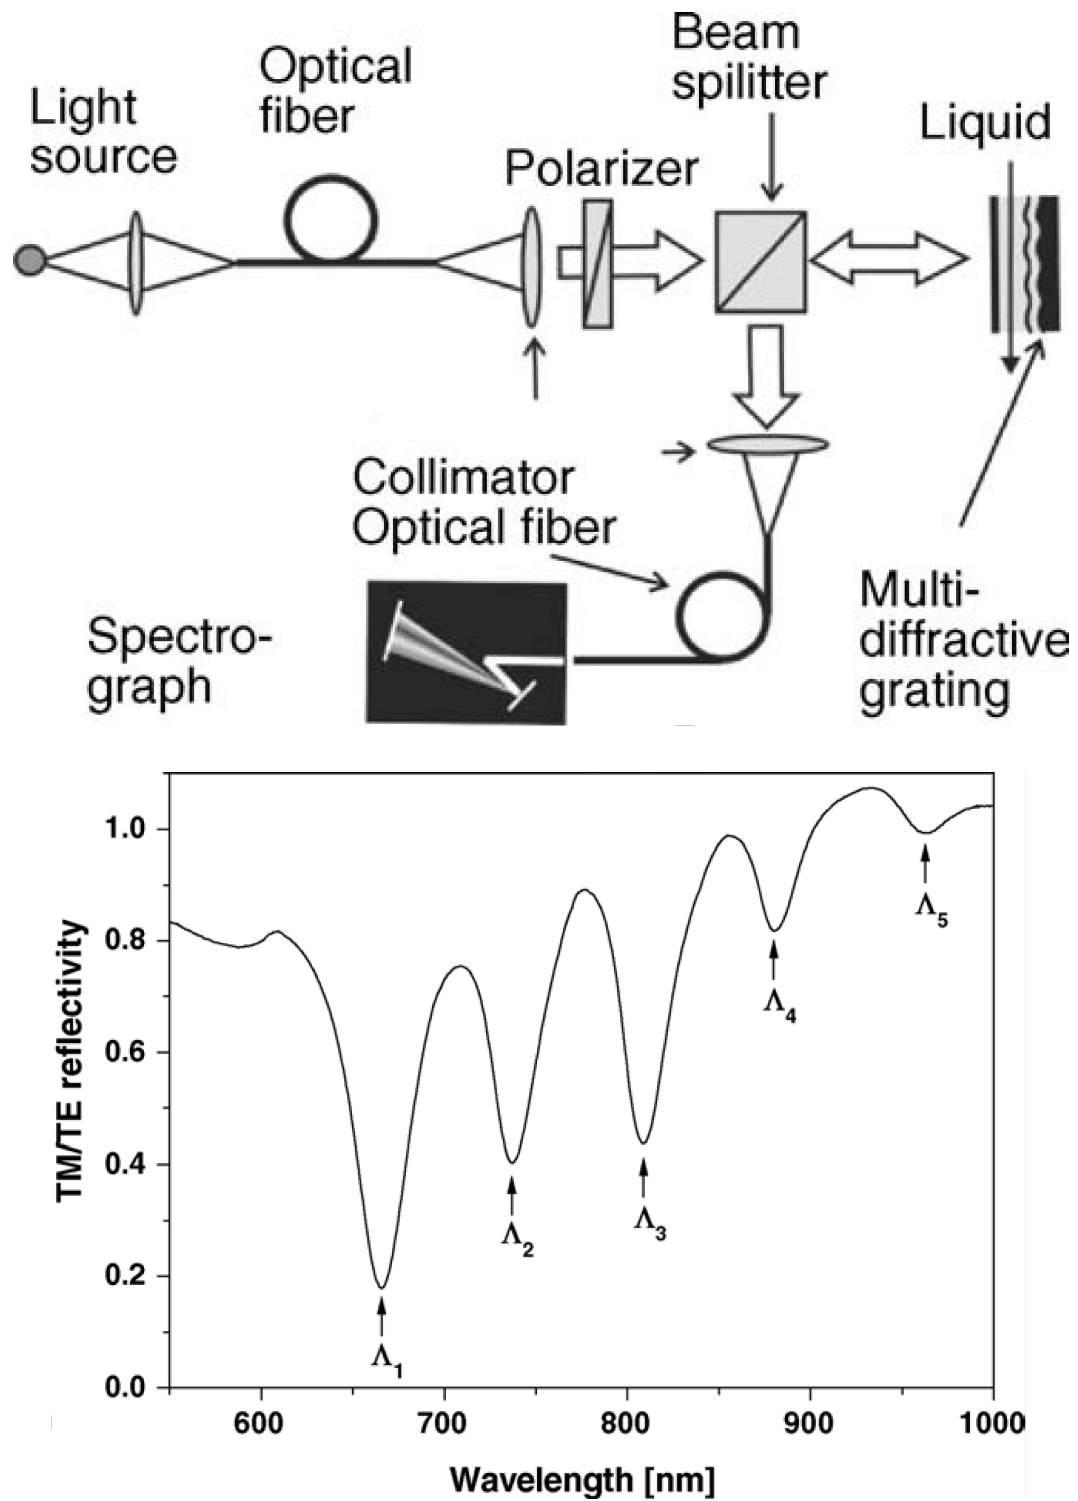 Light
source
Optical
fiber
Polarizer
Beam
spilitter
Liquid
Collimator
Optical fiber
Spectro-
graph
Multi-
diffractive
grating
TM/TE reflectivity
1.0
0.8
0.6
0.4
0.2
0.0
Λ1
Λ2
Λ3
Λ4
Λ5
600 700 800 900 1000
Wavelength [nm]